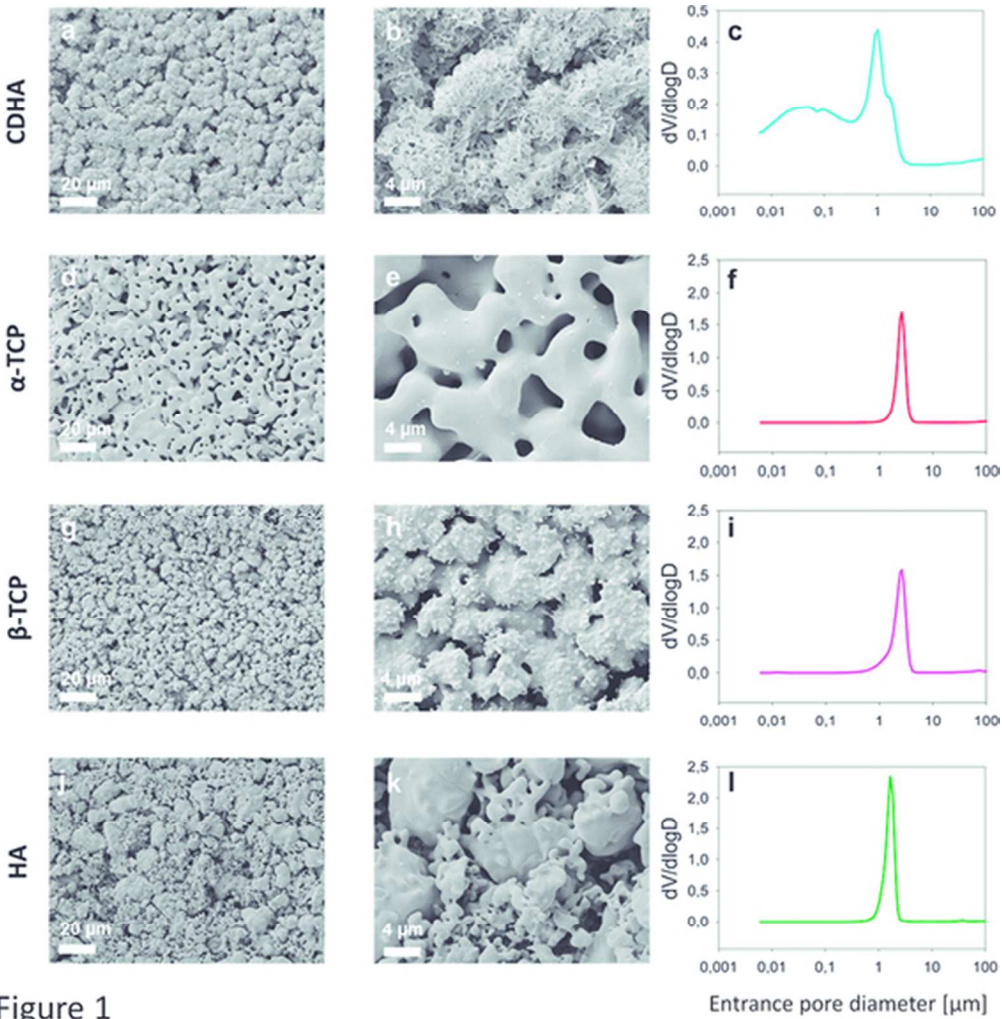 CDHA
a
20 µm
b
4 µm
c
dV/dlogD
0,5
0,4
0,3
0,2
0,1
0,0
0,001 0,01 0,1 1 10 100
α-TCP
d
20 µm
e
4 µm
f
dV/dlogD
2,5
2,0
1,5
1,0
0,5
0,0
0,001 0,01 0,1 1 10 100
β-TCP
g
20 µm
h
4 µm
i
dV/dlogD
2,5
2,0
1,5
1,0
0,5
0,0
0,001 0,01 0,1 1 10 100
HA
j
20 µm
k
4 µm
l
dV/dlogD
2,5
2,0
1,5
1,0
0,5
0,0
0,001 0,01 0,1 1 10 100
Figure 1
Entrance pore diameter [µm]